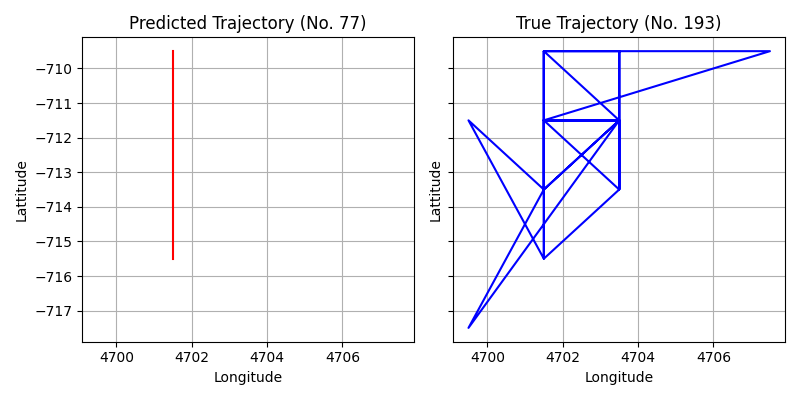 Predicted Trajectory (No. 77)
True Trajectory (No. 193)
Lattitude
−710
−711
−712
−713
−714
−715
−716
−717
4700
4702
4704
4706
Longitude
Lattitude
4700
4702
4704
4706
Longitude